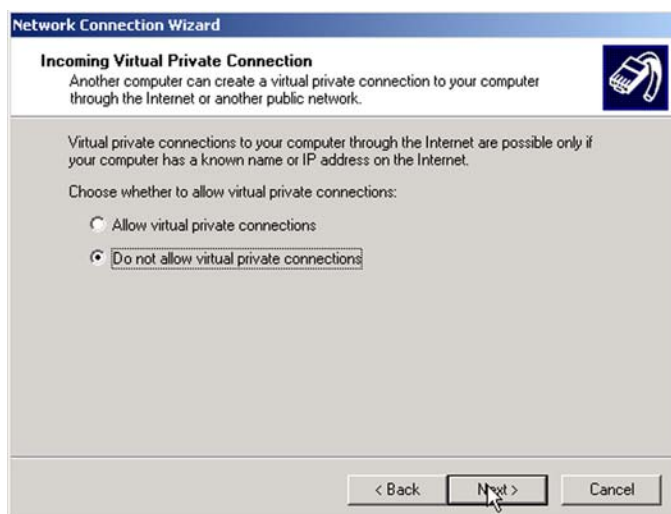 Network Connection Wizard
Incoming Virtual Private Connection
Another computer can create a virtual private connection to your computer
through the Internet or another public network.
Virtual private connections to your computer through the Internet are possible only if
your computer has a known name or IP address on the Internet.
Choose whether to allow virtual private connections:
Allow virtual private connections
Do not allow virtual private connections
< Back Next > Cancel